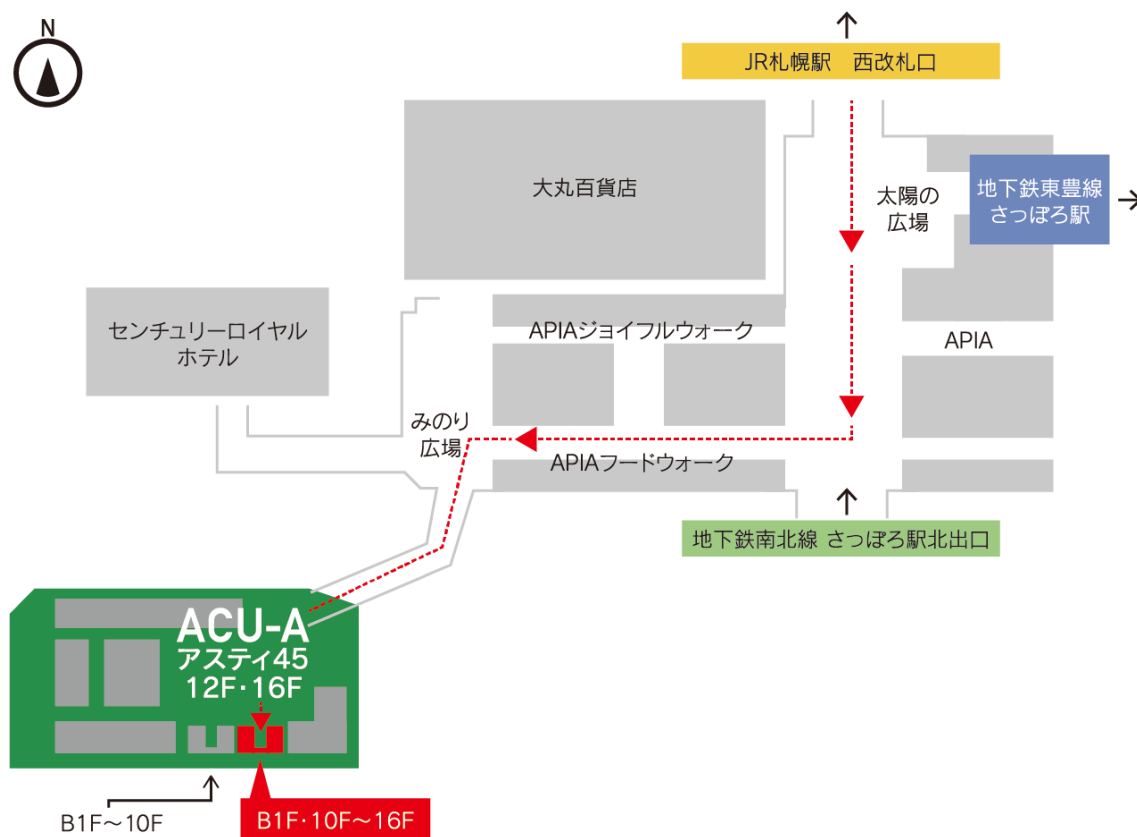 N
JR札幌駅 西改札口
大丸百貨店
太陽の
広場
地下鉄東豊線
さっぽろ駅
センチュリーロイヤル
ホテル
APIAジョイフルウォーク
APIA
みのり
広場
APIAフードウォーク
地下鉄南北線 さっぽろ駅北出口
ACU-A
アスティ45
12F・16F
B1F～10F
B1F・10F～16F